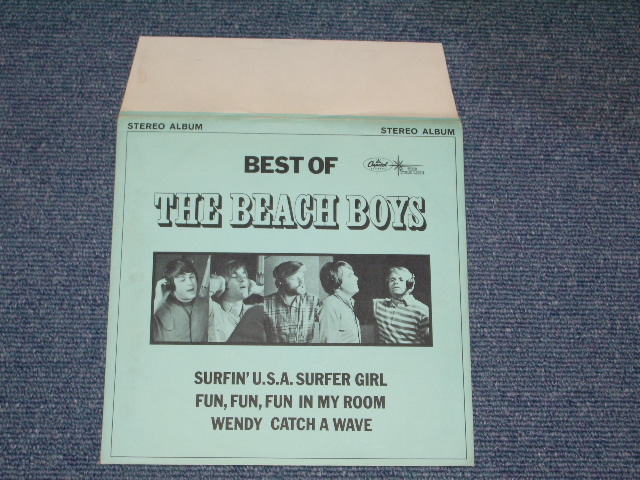 STEREO ALBUM STEREO ALBUM
BEST OF
Capitol
THE BEACH BOYS
SURFIN' U.S.A. SURFER GIRL
FUN, FUN, FUN IN MY ROOM
WENDY CATCH A WAVE